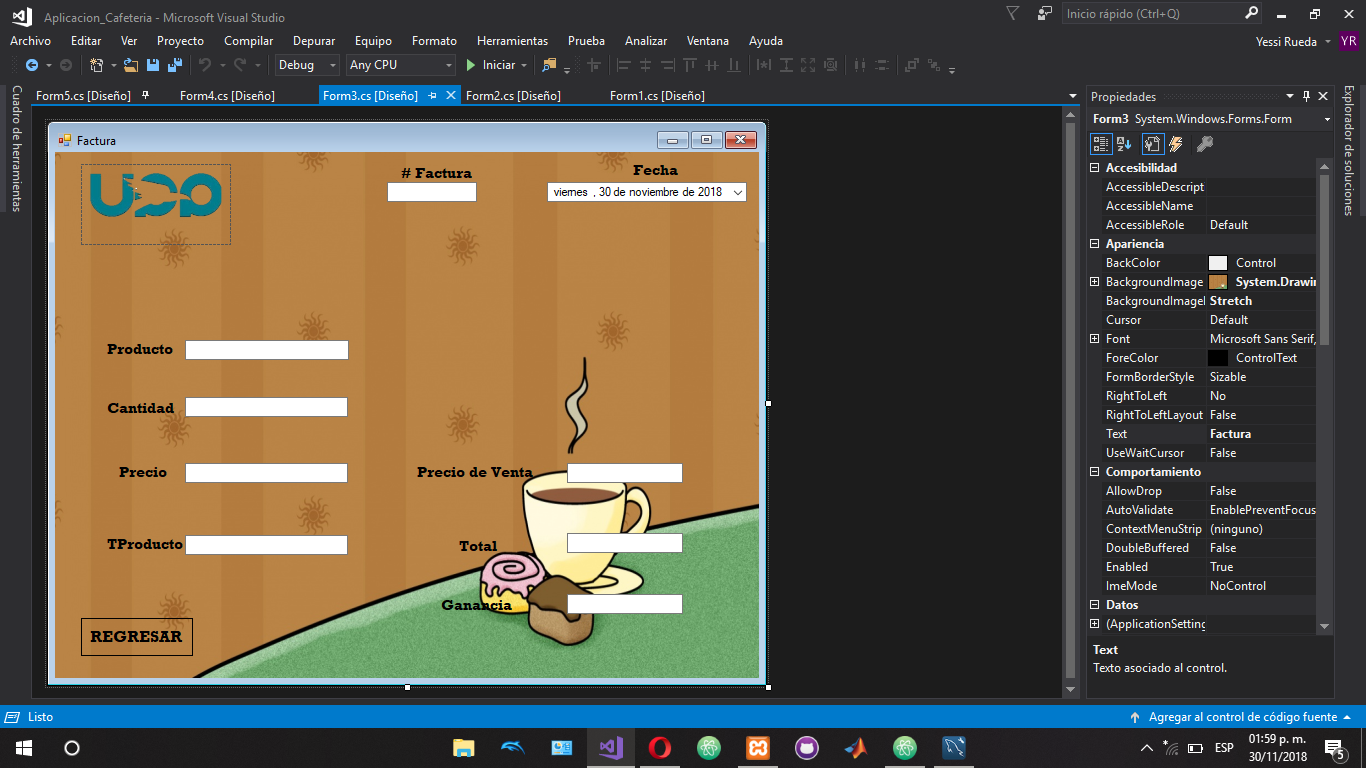 Aplicacion_Cafeteria - Microsoft Visual Studio
Inicio rápido (Ctrl+Q)
Archivo Editar Ver Proyecto Compilar Depurar Equipo Formato Herramientas Prueba Analizar Ventana Ayuda
Yessi Rueda YR
Debug Any CPU Iniciar
Cuadro de herramientas
Form5.cs [Diseño] Form4.cs [Diseño] Form3.cs [Diseño] Form2.cs [Diseño] Form1.cs [Diseño]
Factura
UDO
# Factura
Fecha
viernes , 30 de noviembre de 2018
Producto
Cantidad
Precio
Precio de Venta
TProducto
Total
Ganancia
REGRESAR
Propiedades
Form3 System.Windows.Forms.Form
Accesibilidad
AccessibleDescript
AccessibleName
AccessibleRole Default
Apariencia
BackColor Control
BackgroundImage System.Drawin
BackgroundImagel Stretch
Cursor Default
Font Microsoft Sans Serif,
ForeColor ControlText
FormBorderStyle Sizable
RightToLeft No
RightToLeftLayout False
Text Factura
UseWaitCursor False
Comportamiento
AllowDrop False
AutoValidate EnablePreventFocus
ContextMenuStrip (ninguno)
DoubleBuffered False
Enabled True
ImeMode NoControl
Datos
(ApplicationSetting
Text
Texto asociado al control.
Explorador de soluciones
Listo
Agregar al control de código fuente
ESP
01:59 p. m.
30/11/2018
5